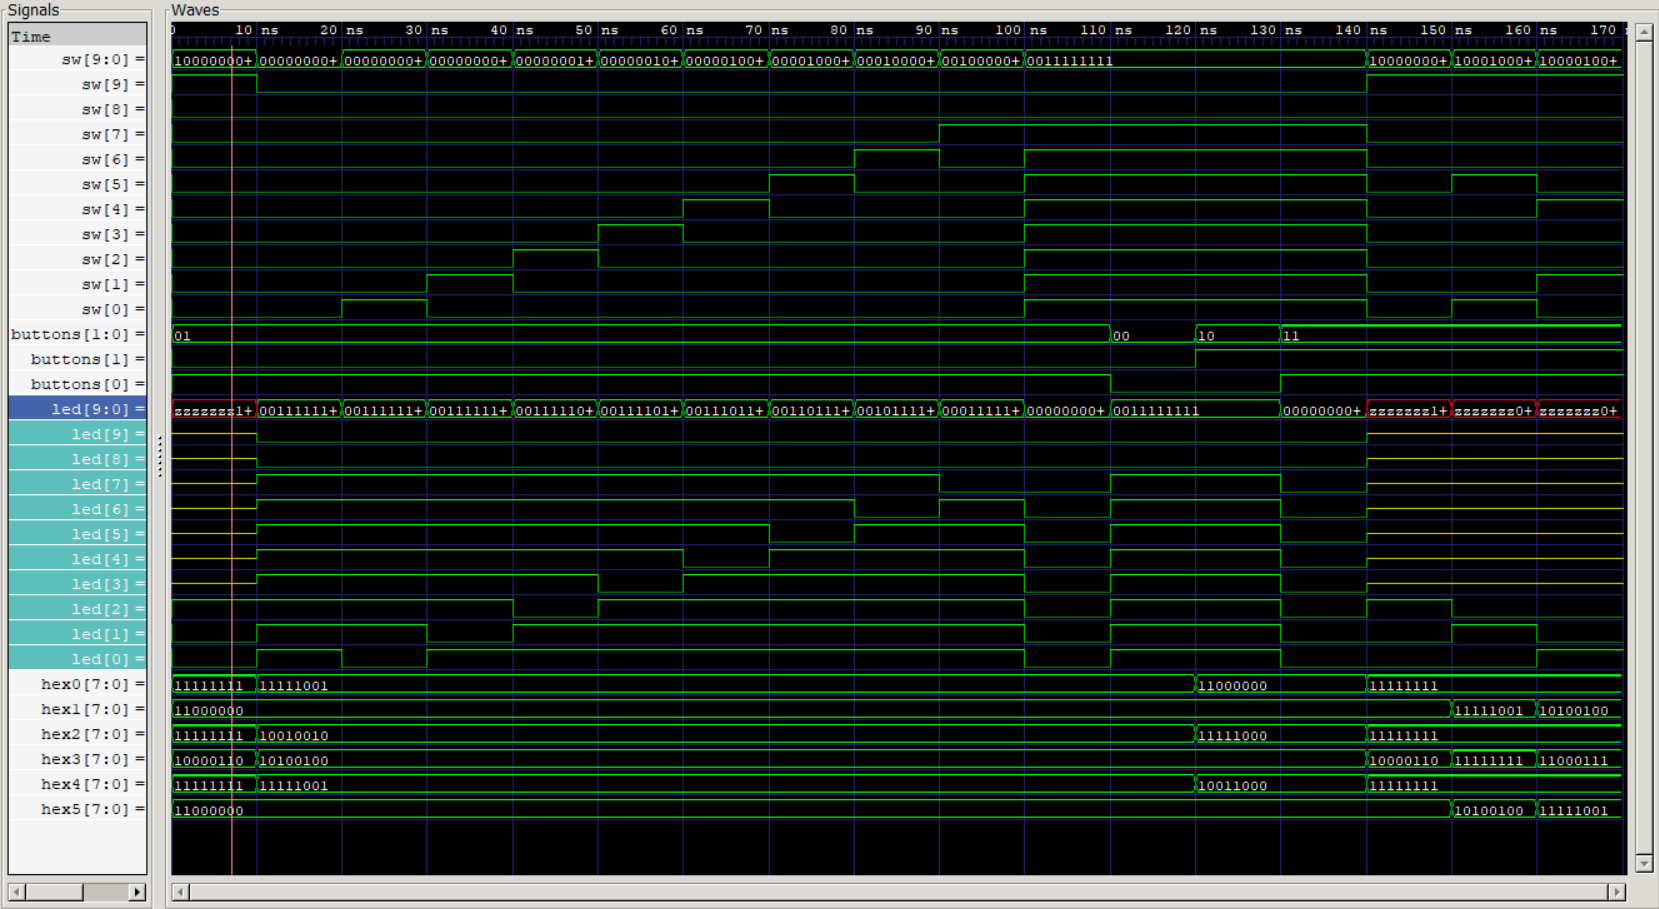 Signals
Waves
Time
0 10 ns 20 ns 30 ns 40 ns 50 ns 60 ns 70 ns 80 ns 90 ns 100 ns 110 ns 120 ns 130 ns 140 ns 150 ns 160 ns 170
sw[9:0] = 10000000+ 00000000+ 00000000+ 00000000+ 00000001+ 00000010+ 00000100+ 00001000+ 00010000+ 00100000+ 0011111111 10000000+ 10001000+ 10000100+
sw[9] =
sw[8] =
sw[7] =
sw[6] =
sw[5] =
sw[4] =
sw[3] =
sw[2] =
sw[1] =
sw[0] =
buttons[1:0] = 01 00 10 11
buttons[1] =
buttons[0] =
led[9:0] = zzzzzzz1+ 00111111+ 00111111+ 00111111+ 00111110+ 00111101+ 00111011+ 00110111+ 00101111+ 00011111+ 00000000+ 0011111111 00000000+ zzzzzzz1+ zzzzzzz0+ zzzzzzz0+
led[9] =
led[8] =
led[7] =
led[6] =
led[5] =
led[4] =
led[3] =
led[2] =
led[1] =
led[0] =
hex0[7:0] = 11111111 11111001 11000000 11111111
hex1[7:0] = 11000000 11111001 10100100
hex2[7:0] = 11111111 10010010 11111000 11111111
hex3[7:0] = 10000110 10100100 10000110 11111111 11000111
hex4[7:0] = 11111111 11111001 10011000 11111111
hex5[7:0] = 11000000 10100100 11111001